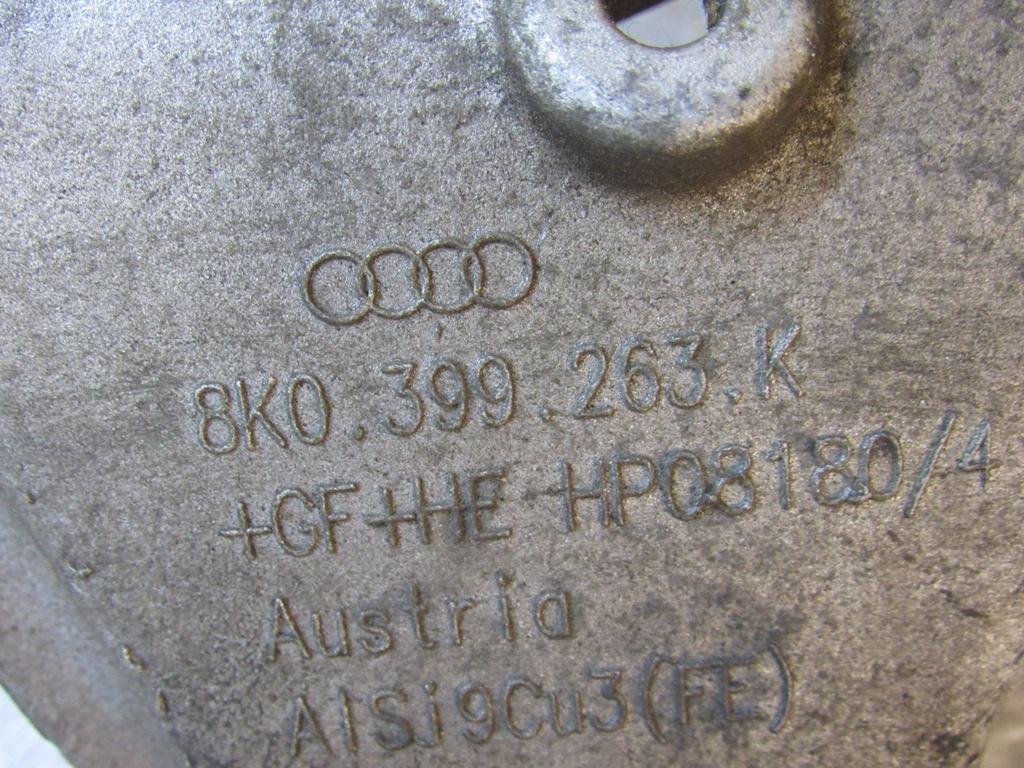 8K0.399.263.K
+GF+HE HP08180/4
Austria
AlSi9Cu3(FE)